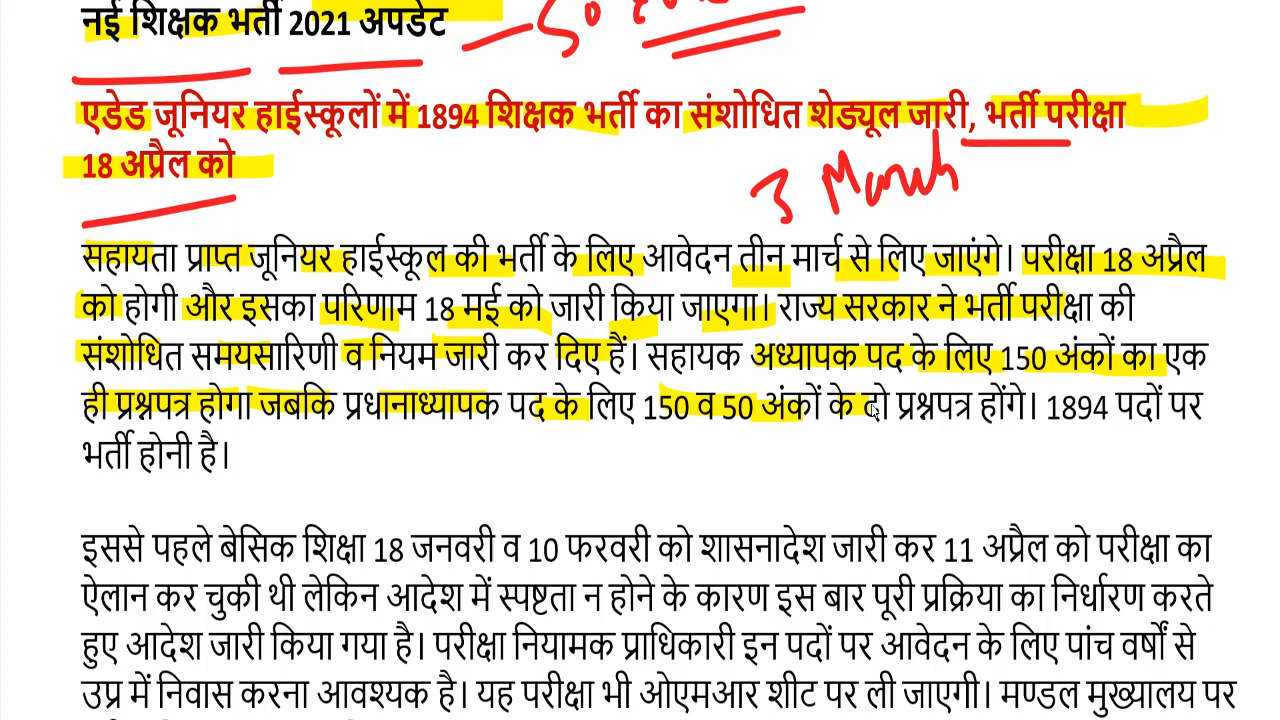 नई शिक्षक भर्ती 2021 अपडेट
एडेड जूनियर हाईस्कूलों में 1894 शिक्षक भर्ती का संशोधित शेड्यूल जारी, भर्ती परीक्षा
18 अप्रैल को
3 March
सहायता प्राप्त जूनियर हाईस्कूल की भर्ती के लिए आवेदन तीन मार्च से लिए जाएंगे। परीक्षा 18 अप्रैल
को होगी और इसका परिणाम 18 मई को जारी किया जाएगा। राज्य सरकार ने भर्ती परीक्षा की
संशोधित समयसारिणी व नियम जारी कर दिए हैं। सहायक अध्यापक पद के लिए 150 अंकों का एक
ही प्रश्नपत्र होगा जबकि प्रधानाध्यापक पद के लिए 150 व 50 अंकों के दो प्रश्नपत्र होंगे। 1894 पदों पर
भर्ती होनी है।
इससे पहले बेसिक शिक्षा 18 जनवरी व 10 फरवरी को शासनादेश जारी कर 11 अप्रैल को परीक्षा का
ऐलान कर चुकी थी लेकिन आदेश में स्पष्टता न होने के कारण इस बार पूरी प्रक्रिया का निर्धारण करते
हुए आदेश जारी किया गया है। परीक्षा नियामक प्राधिकारी इन पदों पर आवेदन के लिए पांच वर्षों से
उप्र में निवास करना आवश्यक है। यह परीक्षा भी ओएमआर शीट पर ली जाएगी। मण्डल मुख्यालय पर